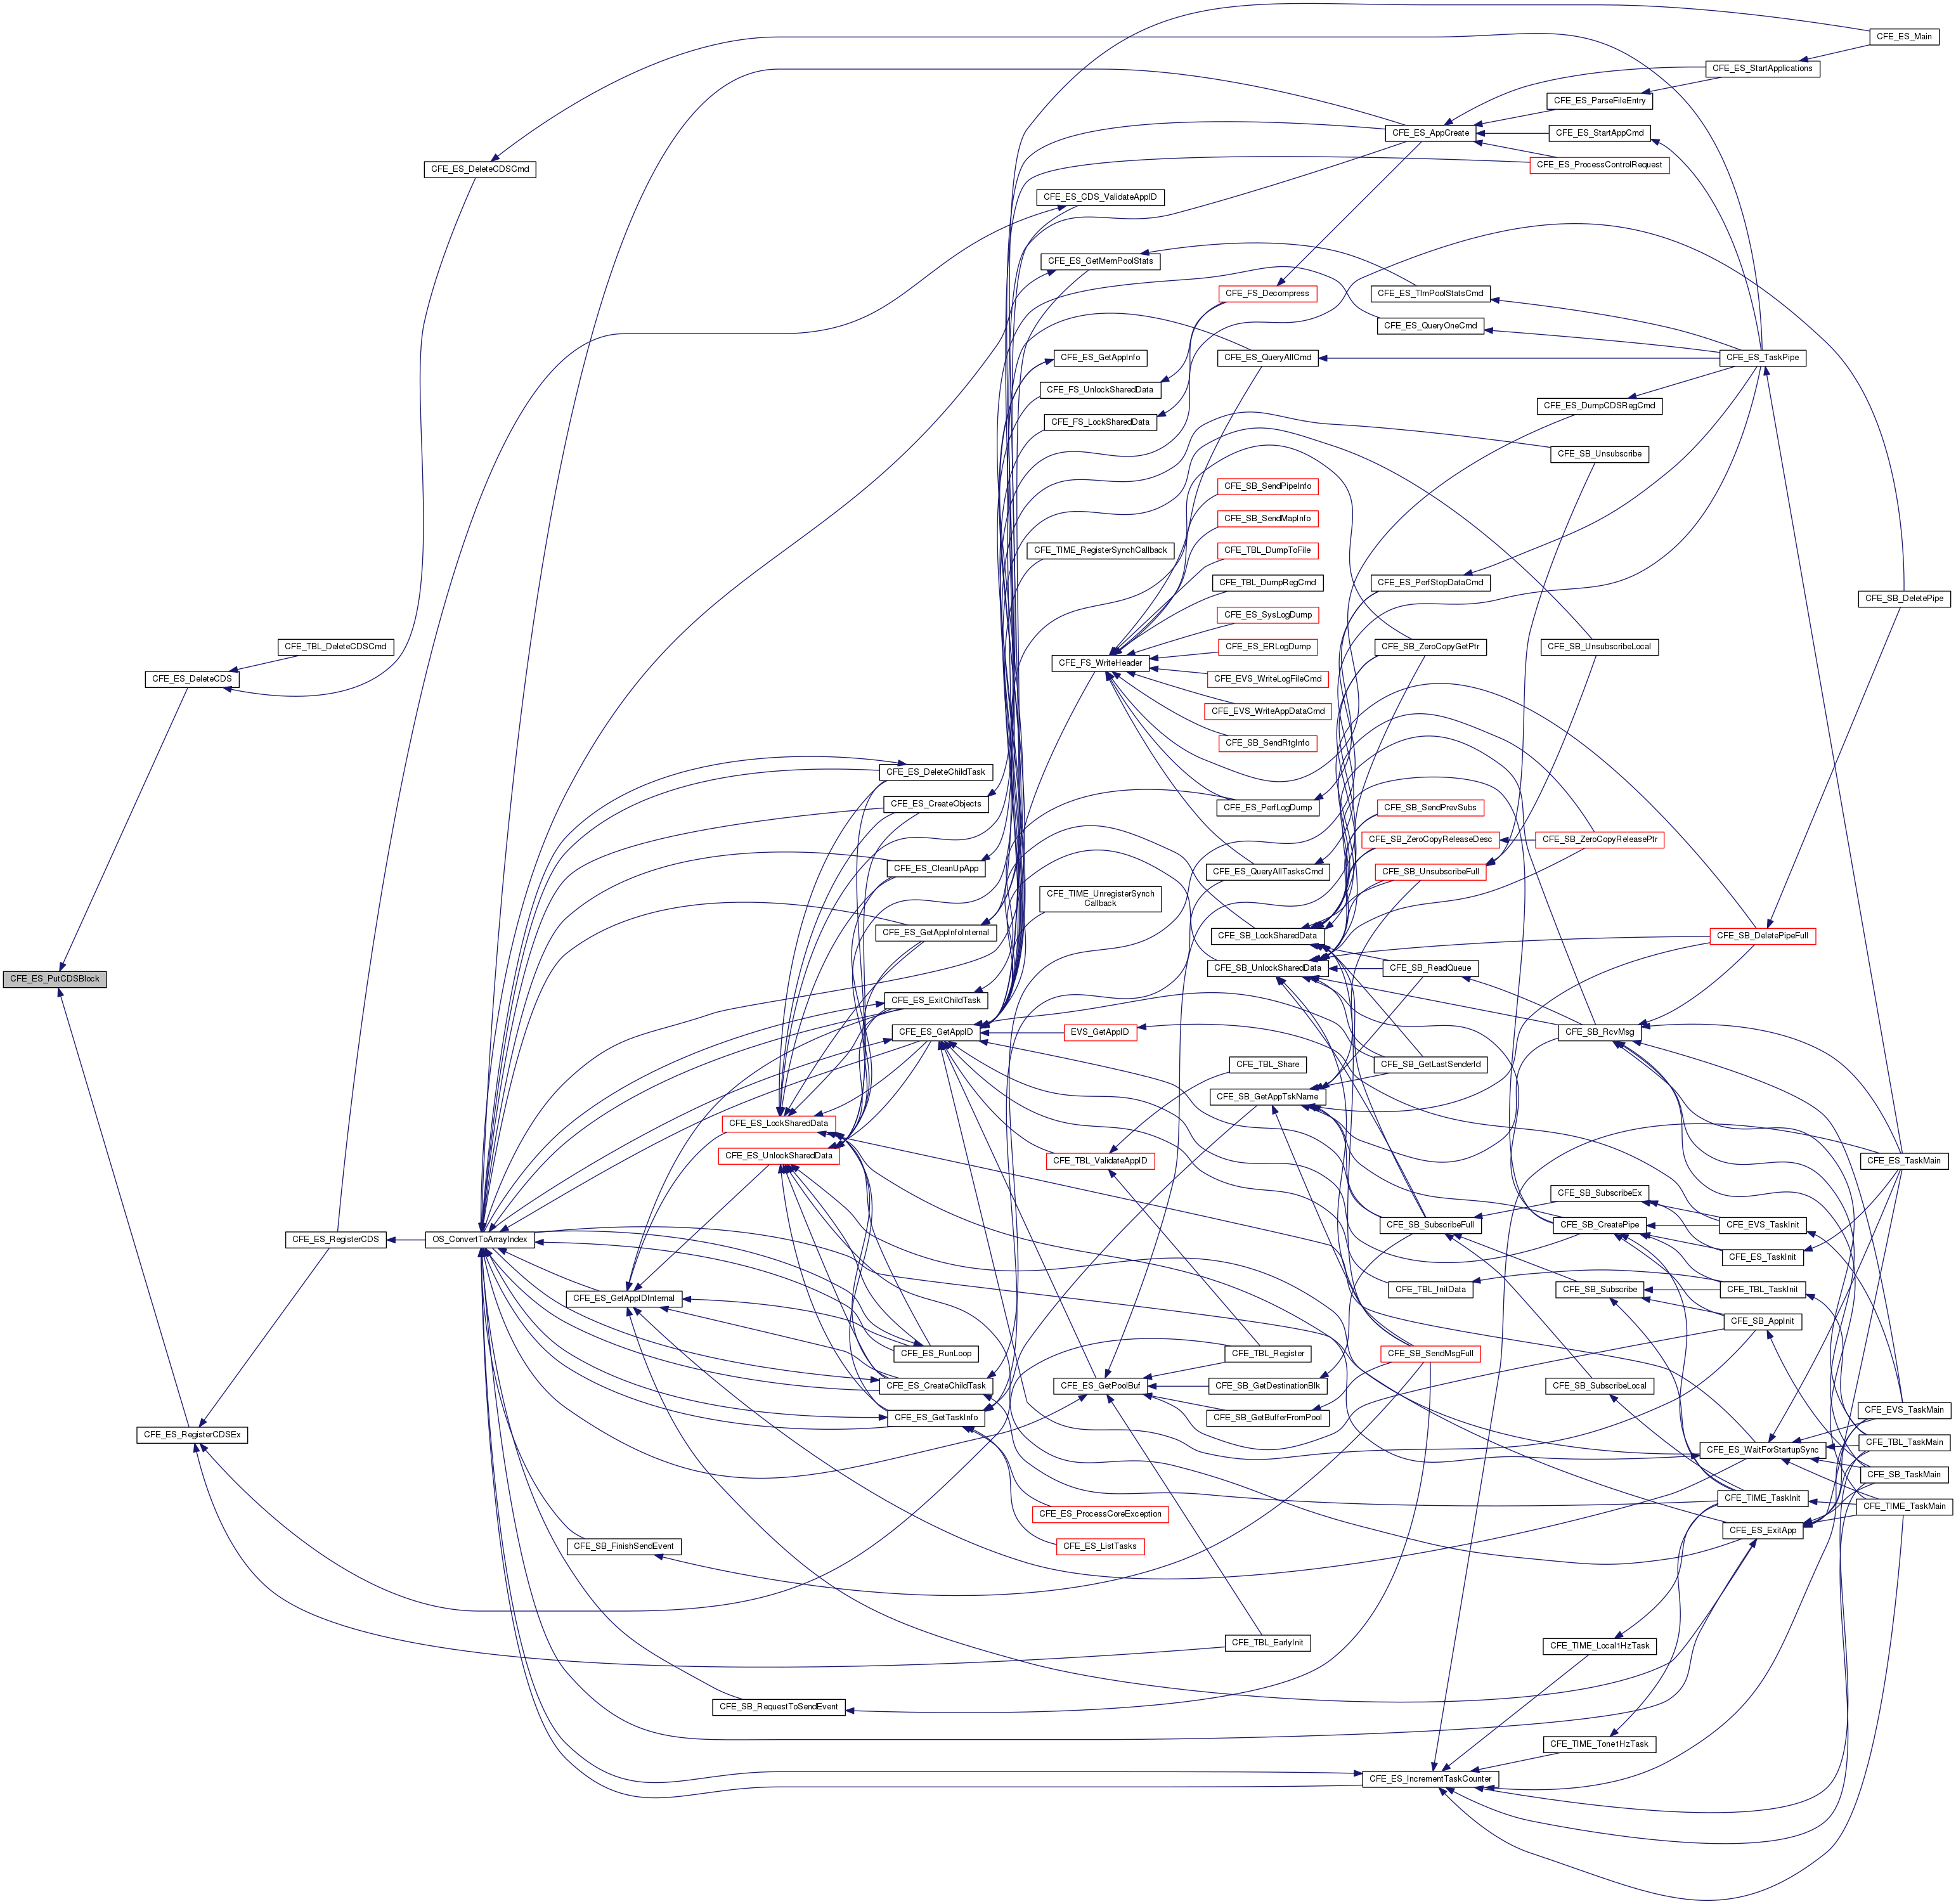 CFE_ES_Main
CFE_ES_StartApplications
CFE_ES_ParseFileEntry
CFE_ES_AppCreate
CFE_ES_StartAppCmd
CFE_ES_ProcessControlRequest
CFE_ES_DeleteCDSCmd
CFE_ES_CDS_ValidateAppID
CFE_ES_GetMemPoolStats
CFE_FS_Decompress
CFE_ES_TlmPoolStatsCmd
CFE_ES_QueryOneCmd
CFE_ES_GetAppInfo
CFE_ES_QueryAllCmd
CFE_ES_TaskPipe
CFE_FS_UnlockSharedData
CFE_ES_DumpCDSRegCmd
CFE_FS_LockSharedData
CFE_SB_Unsubscribe
CFE_SB_SendPipeInfo
CFE_SB_SendMapInfo
CFE_TIME_RegisterSynchCallback
CFE_TBL_DumpToFile
CFE_TBL_DumpRegCmd
CFE_ES_PerfStopDataCmd
CFE_SB_DeletePipe
CFE_ES_SysLogDump
CFE_TBL_DeleteCDSCmd
CFE_ES_ERLogDump
CFE_SB_ZeroCopyGetPtr
CFE_SB_UnsubscribeLocal
CFE_FS_WriteHeader
CFE_ES_DeleteCDS
CFE_EVS_WriteLogFileCmd
CFE_EVS_WriteAppDataCmd
CFE_SB_SendRtgInfo
CFE_ES_DeleteChildTask
CFE_ES_CreateObjects
CFE_ES_PerfLogDump
CFE_SB_SendPrevSubs
CFE_SB_ZeroCopyReleaseDesc
CFE_SB_ZeroCopyReleasePtr
CFE_ES_CleanUpApp
CFE_ES_QueryAllTasksCmd
CFE_SB_UnsubscribeFull
CFE_TIME_UnregisterSynch
Callback
CFE_ES_GetAppInfoInternal
CFE_SB_LockSharedData
CFE_SB_DeletePipeFull
CFE_ES_PutCDSBlock
CFE_SB_UnlockSharedData
CFE_SB_ReadQueue
CFE_ES_ExitChildTask
CFE_ES_GetAppID
EVS_GetAppID
CFE_SB_RcvMsg
CFE_TBL_Share
CFE_SB_GetLastSenderId
CFE_SB_GetAppTskName
CFE_ES_LockSharedData
CFE_ES_UnlockSharedData
CFE_TBL_ValidateAppID
CFE_ES_TaskMain
CFE_SB_SubscribeEx
CFE_ES_RegisterCDS
OS_ConvertToArrayIndex
CFE_SB_SubscribeFull
CFE_SB_CreatePipe
CFE_EVS_TaskInit
CFE_ES_TaskInit
CFE_ES_GetAppIDInternal
CFE_TBL_InitData
CFE_SB_Subscribe
CFE_TBL_TaskInit
CFE_SB_AppInit
CFE_ES_RunLoop
CFE_TBL_Register
CFE_SB_SendMsgFull
CFE_ES_CreateChildTask
CFE_ES_GetPoolBuf
CFE_SB_GetDestinationBlk
CFE_SB_SubscribeLocal
CFE_ES_GetTaskInfo
CFE_SB_GetBufferFromPool
CFE_EVS_TaskMain
CFE_ES_RegisterCDSEx
CFE_TBL_TaskMain
CFE_ES_WaitForStartupSync
CFE_SB_TaskMain
CFE_ES_ProcessCoreException
CFE_TIME_TaskInit
CFE_TIME_TaskMain
CFE_ES_ExitApp
CFE_SB_FinishSendEvent
CFE_ES_ListTasks
CFE_TBL_EarlyInit
CFE_TIME_Local1HzTask
CFE_SB_RequestToSendEvent
CFE_TIME_Tone1HzTask
CFE_ES_IncrementTaskCounter